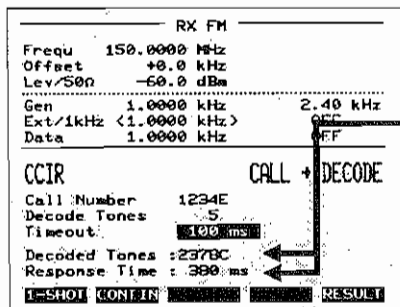 RX FM
Frequ 150.0000 MHz
Offset +0.0 kHz
Lev/50Ω -60.0 dBm
Gen 1.0000 kHz 2.40 kHz
Ext/1kHz <1.0000 kHz> OFF
Data 1.0000 kHz OFF
CCIR CALL → DECODE
Call Number 1234E
Decode Tones 5
Timeout 100 ms
Decoded Tones :2378C
Response Time : 380 ms
1-SHOT CONTIN RESULT